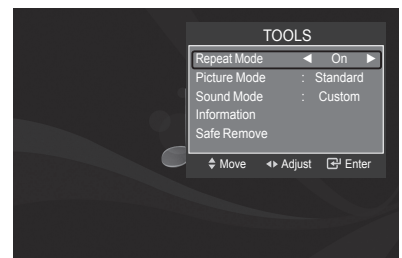 TOOLS
Repeat Mode ◀ On ▶
Picture Mode : Standard
Sound Mode : Custom
Information
Safe Remove
Move Adjust Enter